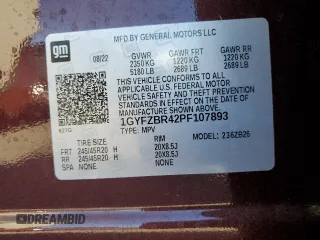 gm
MFD BY GENERAL MOTORS LLC
08/22 GVWR GAWR FRT GAWR RR
2350 KG 1220 KG 1220 KG
5180 LB 2689 LB 2689 LB
THIS VEHICLE CONFORMS TO ALL
APPLICABLE U.S. FEDERAL MOTOR
VEHICLE SAFETY AND THEFT
PREVENTION STANDARDS IN EFFECT
ON THE DATE OF MANUFACTURE
SHOWN ABOVE.
1GYFZBR42PF107893
TYPE: MPV MODEL: 236ZB26
TIRE SIZE RIM
FRT 245/45R20 H 20X8.5J
RR 245/45R20 H 20X8.5J
SPA NONE NONE
DREAMBID